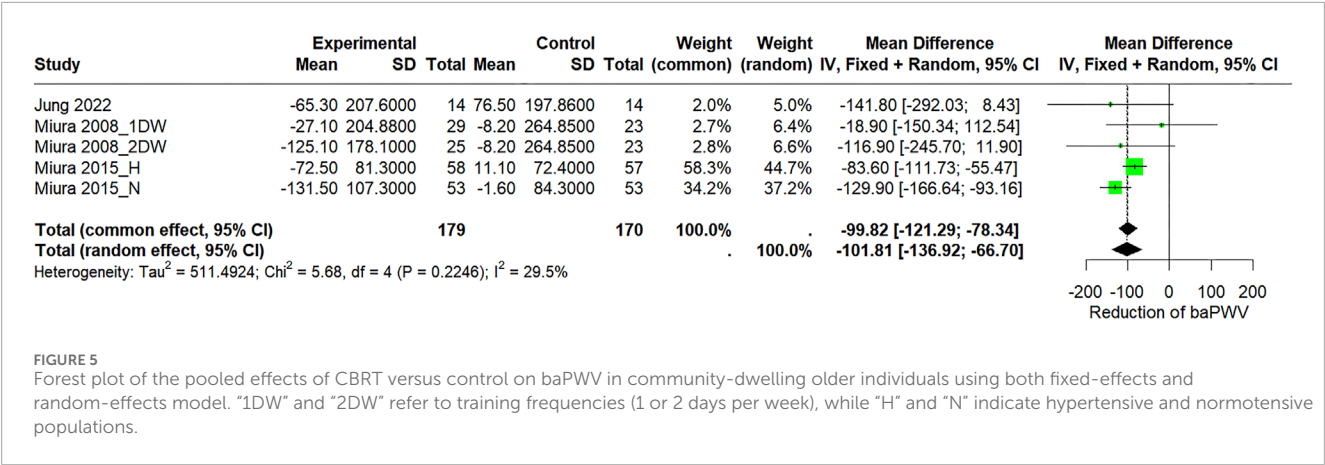 Experimental Control Weight Weight Mean Difference Mean Difference
Study Mean SD Total Mean SD Total (common) (random) IV, Fixed + Random, 95% CI IV, Fixed + Random, 95% CI
Jung 2022 -65.30 207.6000 14 76.50 197.8600 14 2.0% 5.0% -141.80 [-292.03; 8.43]
Miura 2008_1DW -27.10 204.8800 29 -8.20 264.8500 23 2.7% 6.4% -18.90 [-150.34; 112.54]
Miura 2008_2DW -125.10 178.1000 25 -8.20 264.8500 23 2.8% 6.6% -116.90 [-245.70; 11.90]
Miura 2015_H -72.50 81.3000 58 11.10 72.4000 57 58.3% 44.7% -83.60 [-111.73; -55.47]
Miura 2015_N -131.50 107.3000 53 -1.60 84.3000 53 34.2% 37.2% -129.90 [-166.64; -93.16]
Total (common effect, 95% CI) 179 170 100.0% . -99.82 [-121.29; -78.34]
Total (random effect, 95% CI) . 100.0% -101.81 [-136.92; -66.70]
Heterogeneity: Tau² = 511.4924; Chi² = 5.68, df = 4 (P = 0.2246); I² = 29.5%
-200 -100 0 100 200
Reduction of baPWV
FIGURE 5
Forest plot of the pooled effects of CBRT versus control on baPWV in community-dwelling older individuals using both fixed-effects and
random-effects model. “1DW” and “2DW” refer to training frequencies (1 or 2 days per week), while “H” and “N” indicate hypertensive and normotensive
populations.